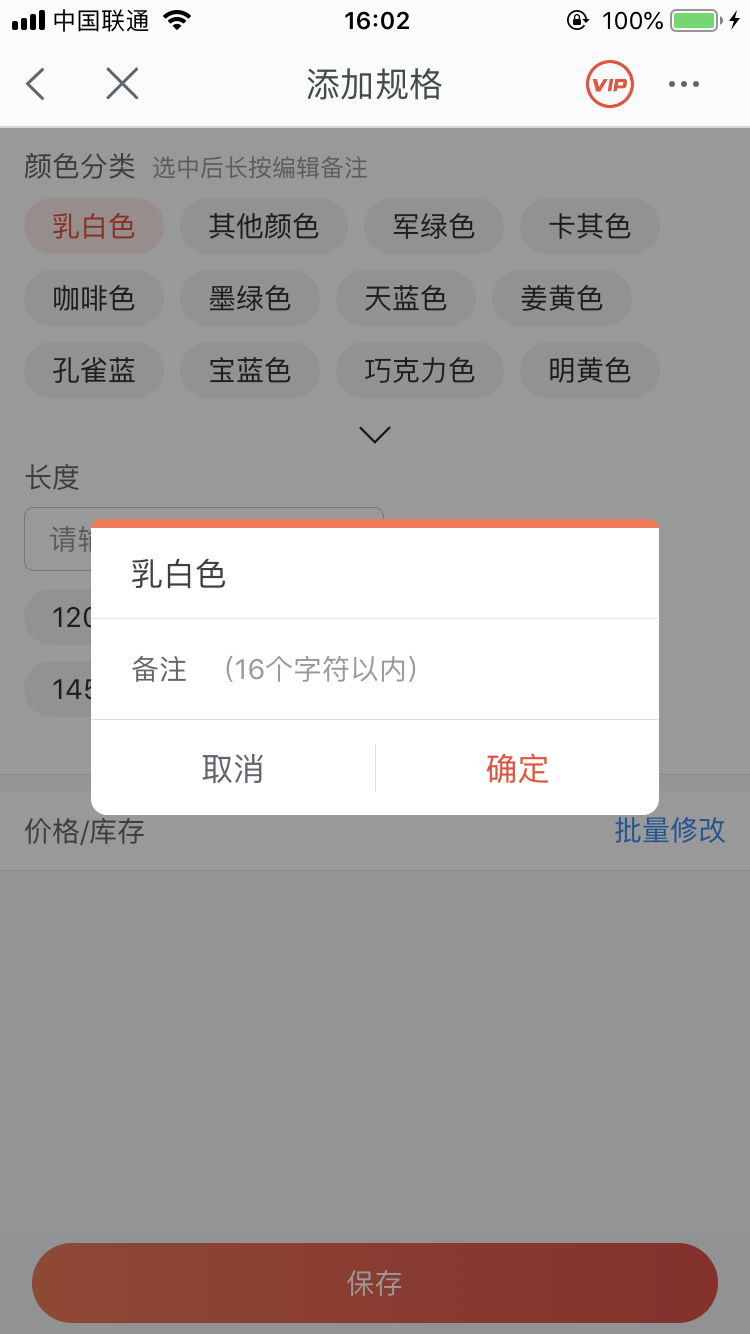 中国联通 16:02 100%
添加规格 VIP
颜色分类 选中后长按编辑备注
乳白色 其他颜色 军绿色 卡其色
咖啡色 墨绿色 天蓝色 姜黄色
孔雀蓝 宝蓝色 巧克力色 明黄色
长度
请
乳白色
120
备注 (16个字符以内)
145
取消 确定
价格/库存 批量修改
保存